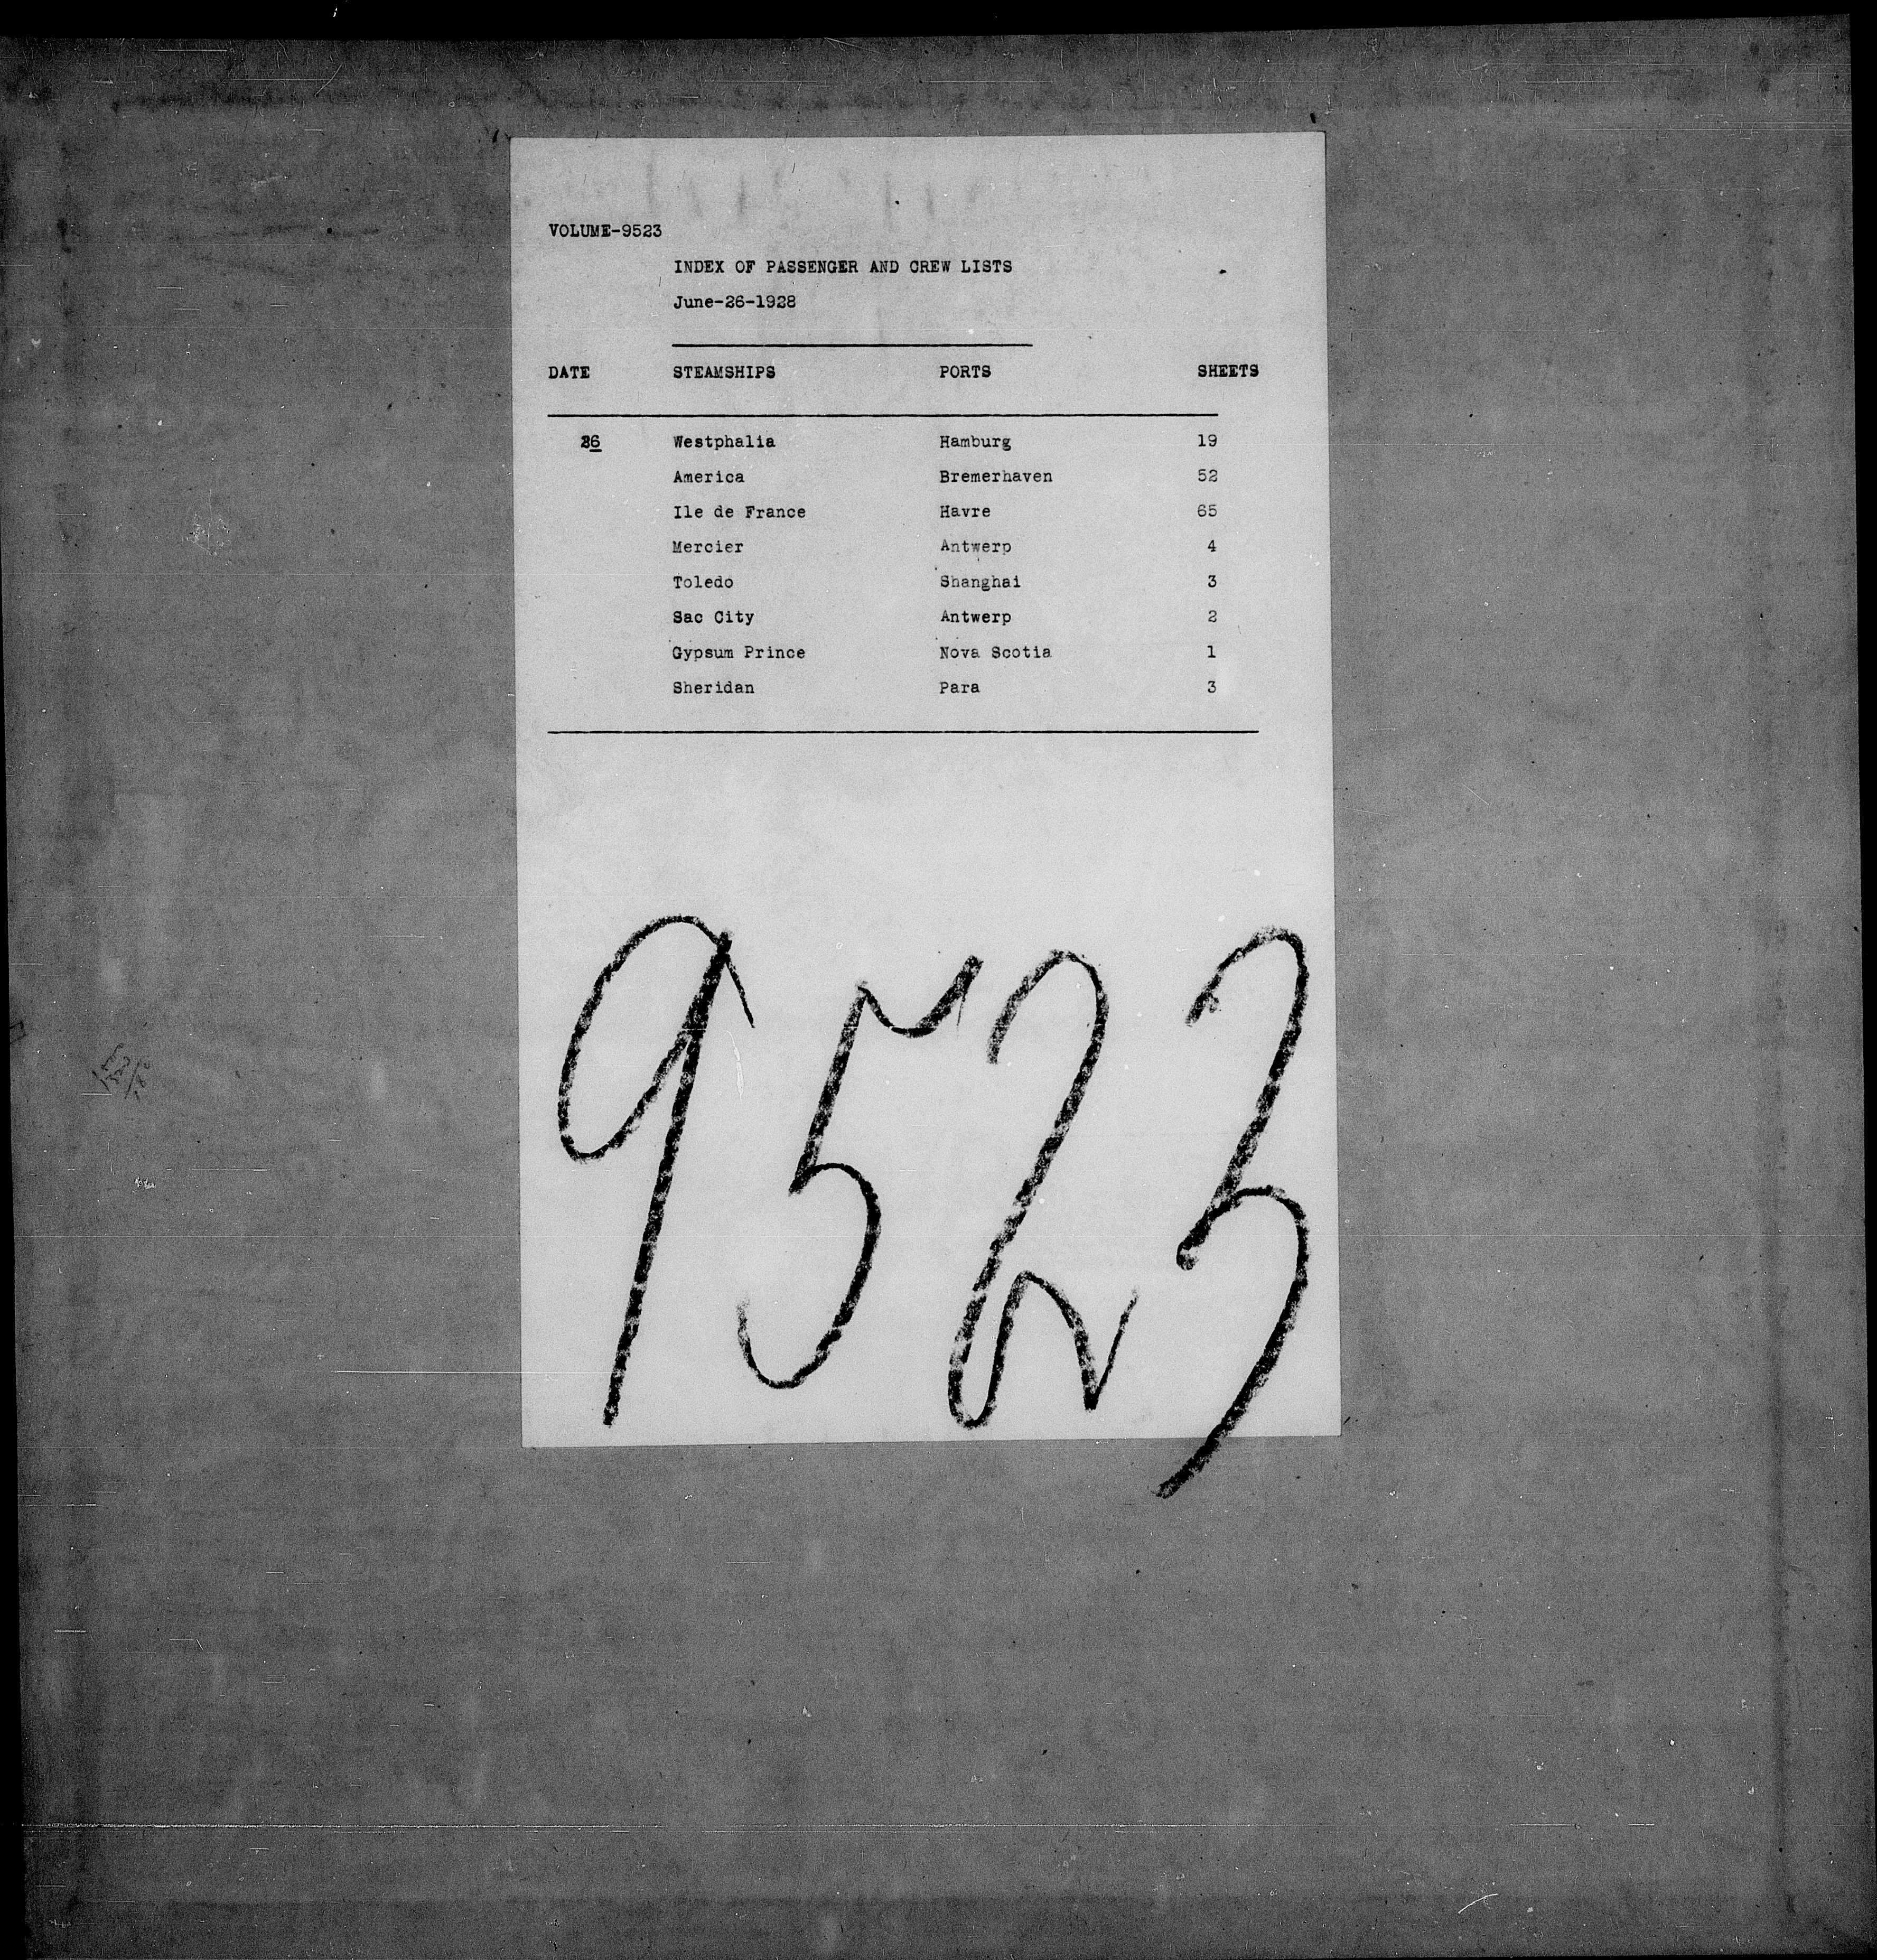 VOLUME-9523
INDEX OF PASSENGER AND CREW LISTS
June-26-1928
DATE STEAMSHIPS PORTS SHEETS
26 Westphalia Hamburg 19
America Bremerhaven 52
Ile de France Havre 65
Mercier Antwerp 4
Toledo Shanghai 3
Sac City Antwerp 2
Gypsum Prince Nova Scotia 1
Sheridan Para 3
9523